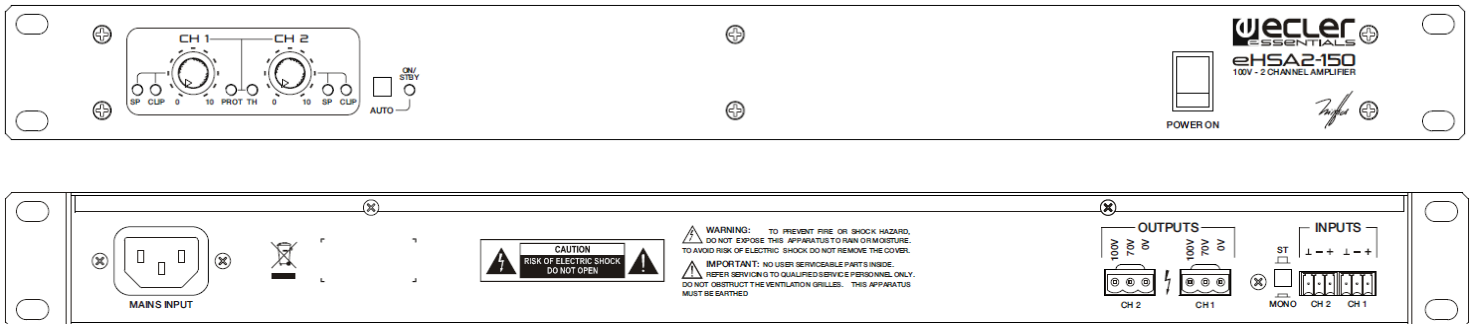 CH 1 CH 2
SP CLIP 0 10 PROT TH 0 10 SP CLIP
ON/
STBY
AUTO
POWER ON
ecler
ESSENTIALS
eHSA2-150
100V - 2 CHANNEL AMPLIFIER
MAINS INPUT
CAUTION
RISK OF ELECTRIC SHOCK
DO NOT OPEN
WARNING: TO PREVENT FIRE OR SHOCK HAZARD,
DO NOT EXPOSE THIS APPARATUS TO RAIN OR MOISTURE.
TO AVOID RISK OF ELECTRIC SHOCK DO NOT REMOVE THE COVER.
IMPORTANT: NO USER SERVICEABLE PARTS INSIDE.
REFER SERVICING TO QUALIFIED SERVICE PERSONNEL ONLY.
DO NOT OBSTRUCT THE VENTILATION GRILLES. THIS APPARATUS
MUST BE EARTHED
OUTPUTS
100V 70V 0V 100V 70V 0V
CH 2 CH 1
ST
MONO
INPUTS
⊥ – + ⊥ – +
CH 2 CH 1